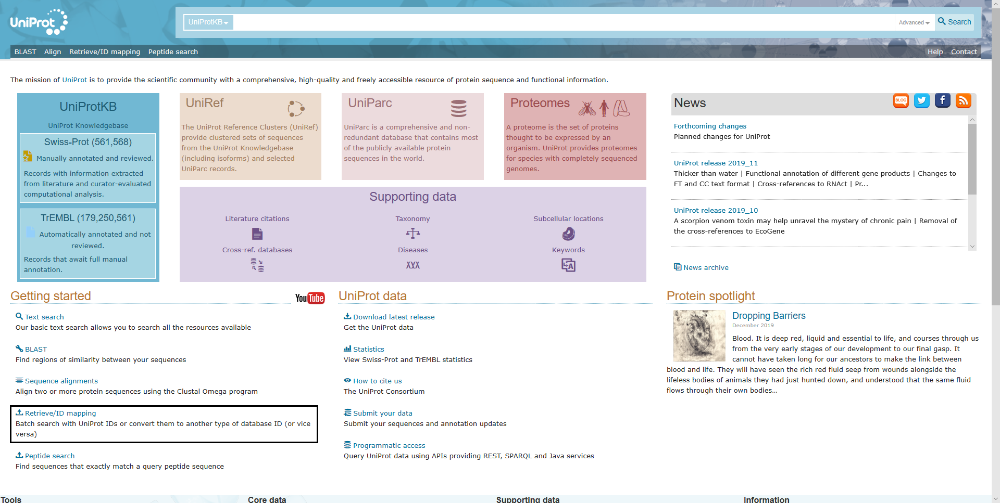 UniProt
UniProtKB
Advanced
Search
BLAST Align Retrieve/ID mapping Peptide search
Help Contact
The mission of UniProt is to provide the scientific community with a comprehensive, high-quality and freely accessible resource of protein sequence and functional information.
UniProtKB
UniProt Knowledgebase
Swiss-Prot (561,568)
Manually annotated and reviewed.
Records with information extracted
from literature and curator-evaluated
computational analysis.
TrEMBL (179,250,561)
Automatically annotated and not
reviewed.
Records that await full manual
annotation.
UniRef
The UniProt Reference Clusters (UniRef)
provide clustered sets of sequences
from the UniProt Knowledgebase
(including isoforms) and selected
UniParc records.
UniParc
UniParc is a comprehensive and non-
redundant database that contains most
of the publicly available protein
sequences in the world.
Proteomes
A proteome is the set of proteins
thought to be expressed by an
organism. UniProt provides proteomes
for species with completely sequenced
genomes.
Supporting data
Literature citations
Taxonomy
Subcellular locations
Cross-ref. databases
Diseases
Keywords
News
BLOG
Forthcoming changes
Planned changes for UniProt
UniProt release 2019_11
Thicker than water | Functional annotation of different gene products | Changes to
FT and CC text format | Cross-references to RNAct | Pr...
UniProt release 2019_10
A scorpion venom toxin may help unravel the mystery of chronic pain | Removal of
the cross-references to EcoGene
News archive
Getting started
YouTube
Text search
Our basic text search allows you to search all the resources available
BLAST
Find regions of similarity between your sequences
Sequence alignments
Align two or more protein sequences using the Clustal Omega program
Retrieve/ID mapping
Batch search with UniProt IDs or convert them to another type of database ID (or vice
versa)
Peptide search
Find sequences that exactly match a query peptide sequence
UniProt data
Download latest release
Get the UniProt data
Statistics
View Swiss-Prot and TrEMBL statistics
How to cite us
The UniProt Consortium
Submit your data
Submit your sequences and annotation updates
Programmatic access
Query UniProt data using APIs providing REST, SPARQL and Java services
Protein spotlight
Dropping Barriers
December 2019
Blood. It is deep red, liquid and essential to life, and courses through us
from the very early stages of our development to our final gasp. It
cannot have taken long for our ancestors to make the link between
blood and life. They will have seen the rich red fluid seep from wounds alongside the
lifeless bodies of animals they had just hunted down, and understood that the same fluid
flows through their own bodies...
Tools
Core data
Supporting data
Information